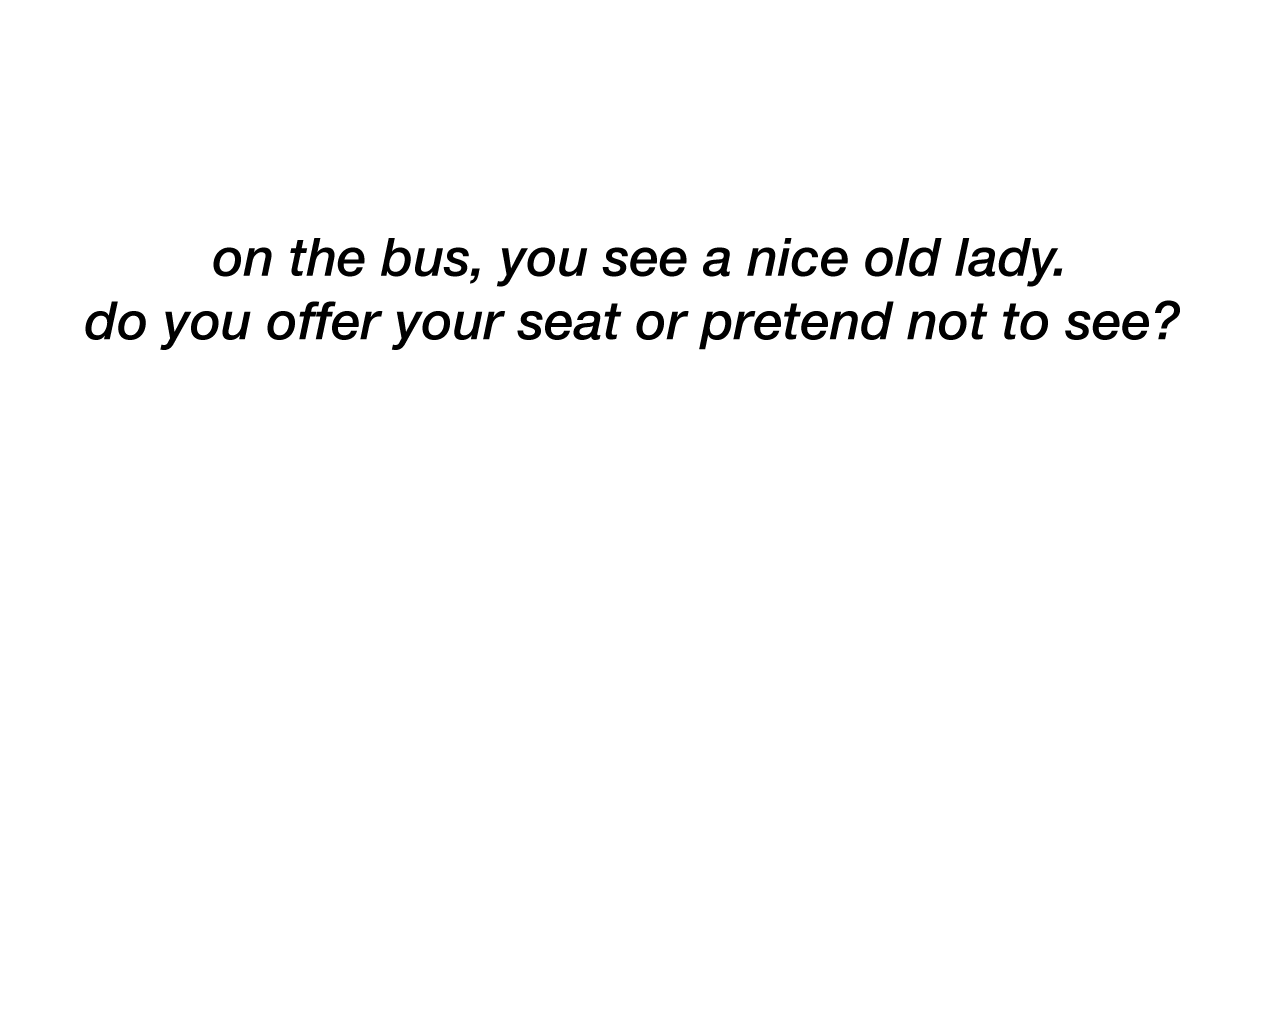 on the bus, you see a nice old lady.
do you offer your seat or pretend not to see?